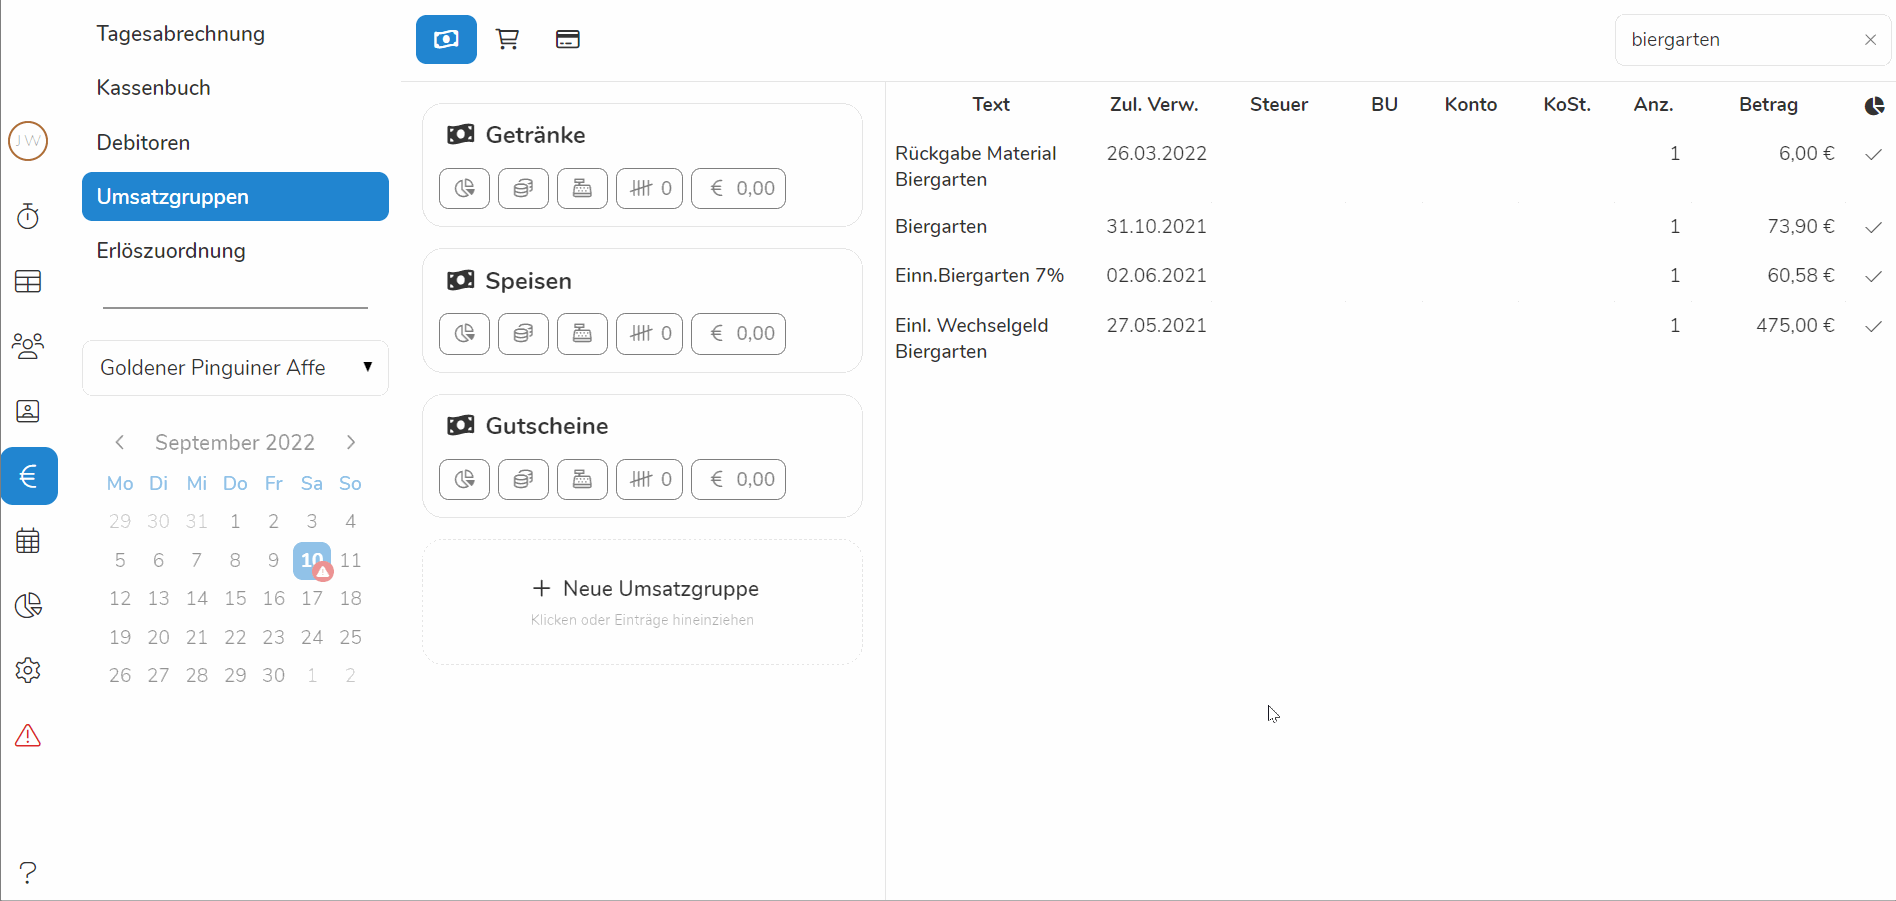 JW
Tagesabrechnung
Kassenbuch
Debitoren
Umsatzgruppen
Erlöszuordnung
Goldener Pinguiner Affe ▼
September 2022
Mo Di Mi Do Fr Sa So
29 30 31 1 2 3 4
5 6 7 8 9 10 11
12 13 14 15 16 17 18
19 20 21 22 23 24 25
26 27 28 29 30 1 2
€
?
Getränke
0 € 0,00
Speisen
0 € 0,00
Gutscheine
0 € 0,00
+ Neue Umsatzgruppe
Klicken oder Einträge hineinziehen
biergarten ×
Text Zul. Verw. Steuer BU Konto KoSt. Anz. Betrag
Rückgabe Material 26.03.2022 1 6,00 €
Biergarten
Biergarten 31.10.2021 1 73,90 €
Einn.Biergarten 7% 02.06.2021 1 60,58 €
Einl. Wechselgeld 27.05.2021 1 475,00 €
Biergarten